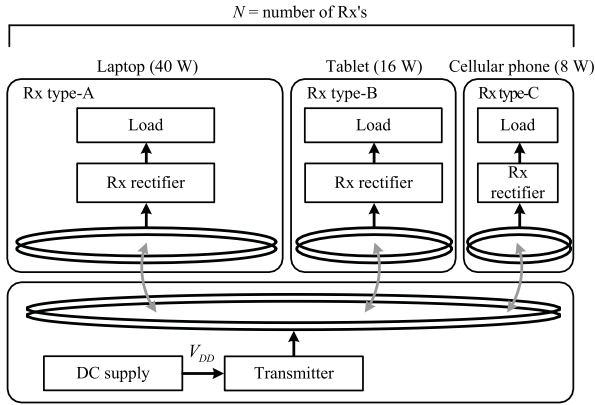 N = number of Rx's
Laptop (40 W)
Tablet (16 W)
Cellular phone (8 W)
Rx type-A
Rx type-B
Rx type-C
Load
Load
Load
Rx rectifier
Rx rectifier
Rx
rectifier
V_DD
DC supply
Transmitter